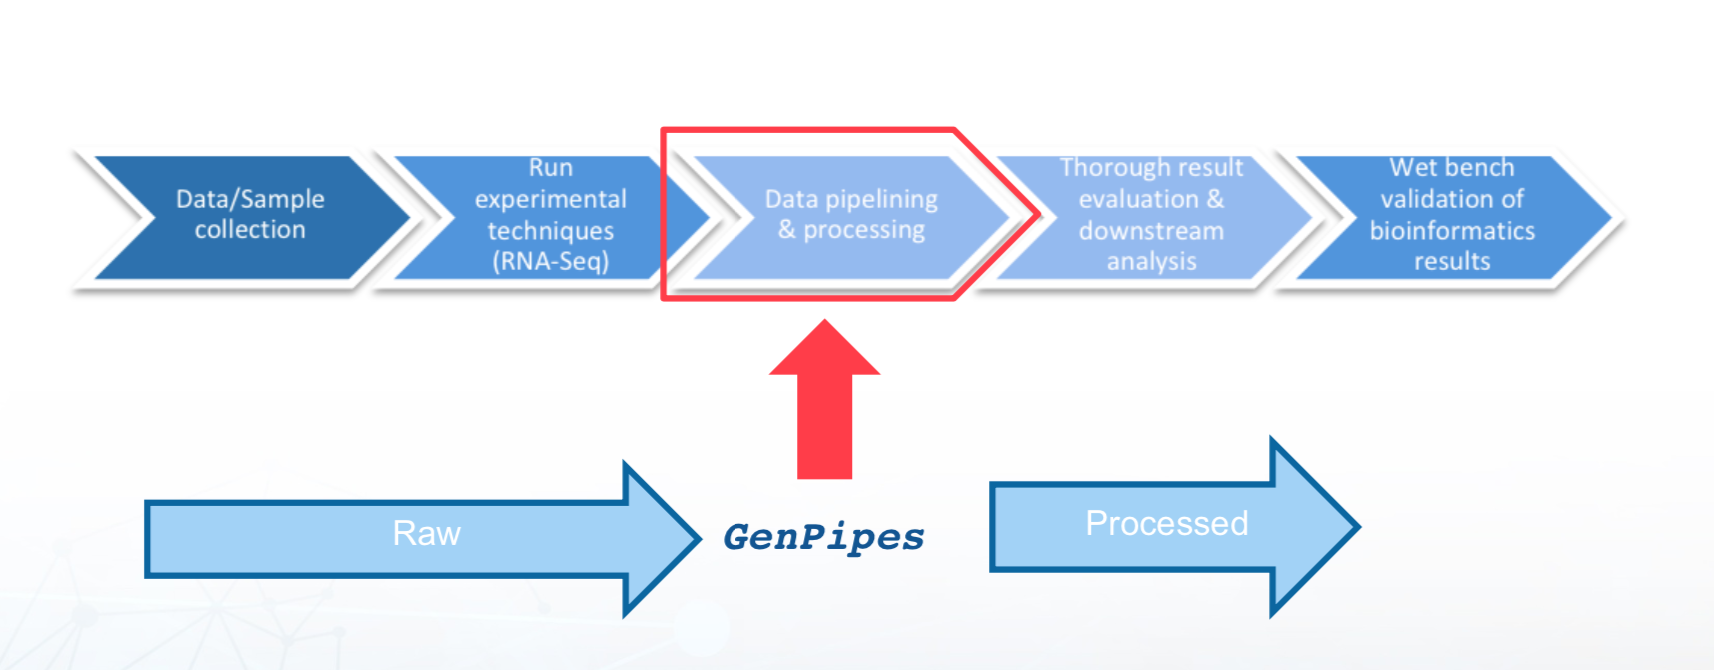 Data/Sample
collection
Run
experimental
techniques
(RNA-Seq)
Data pipelining
& processing
Thorough result
evaluation &
downstream
analysis
Wet bench
validation of
bioinformatics
results
Raw
GenPipes
Processed